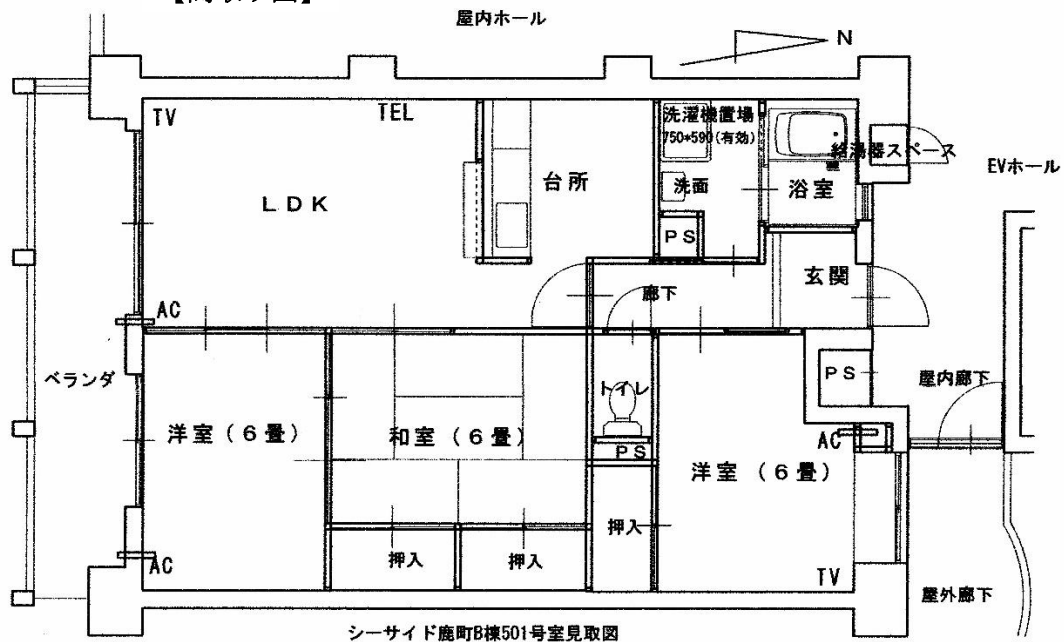 【間取り図】
屋内ホール
N
TV
TEL
洗濯機置場
750*590(有効)
給湯器スペース
EVホール
台所
洗面
浴室
LDK
PS
玄関
廊下
AC
ベランダ
トイレ
PS
屋内廊下
洋室(6畳)
和室(6畳)
PS
AC
洋室(6畳)
押入
押入
押入
AC
TV
屋外廊下
シーサイド鹿町B棟501号室見取図